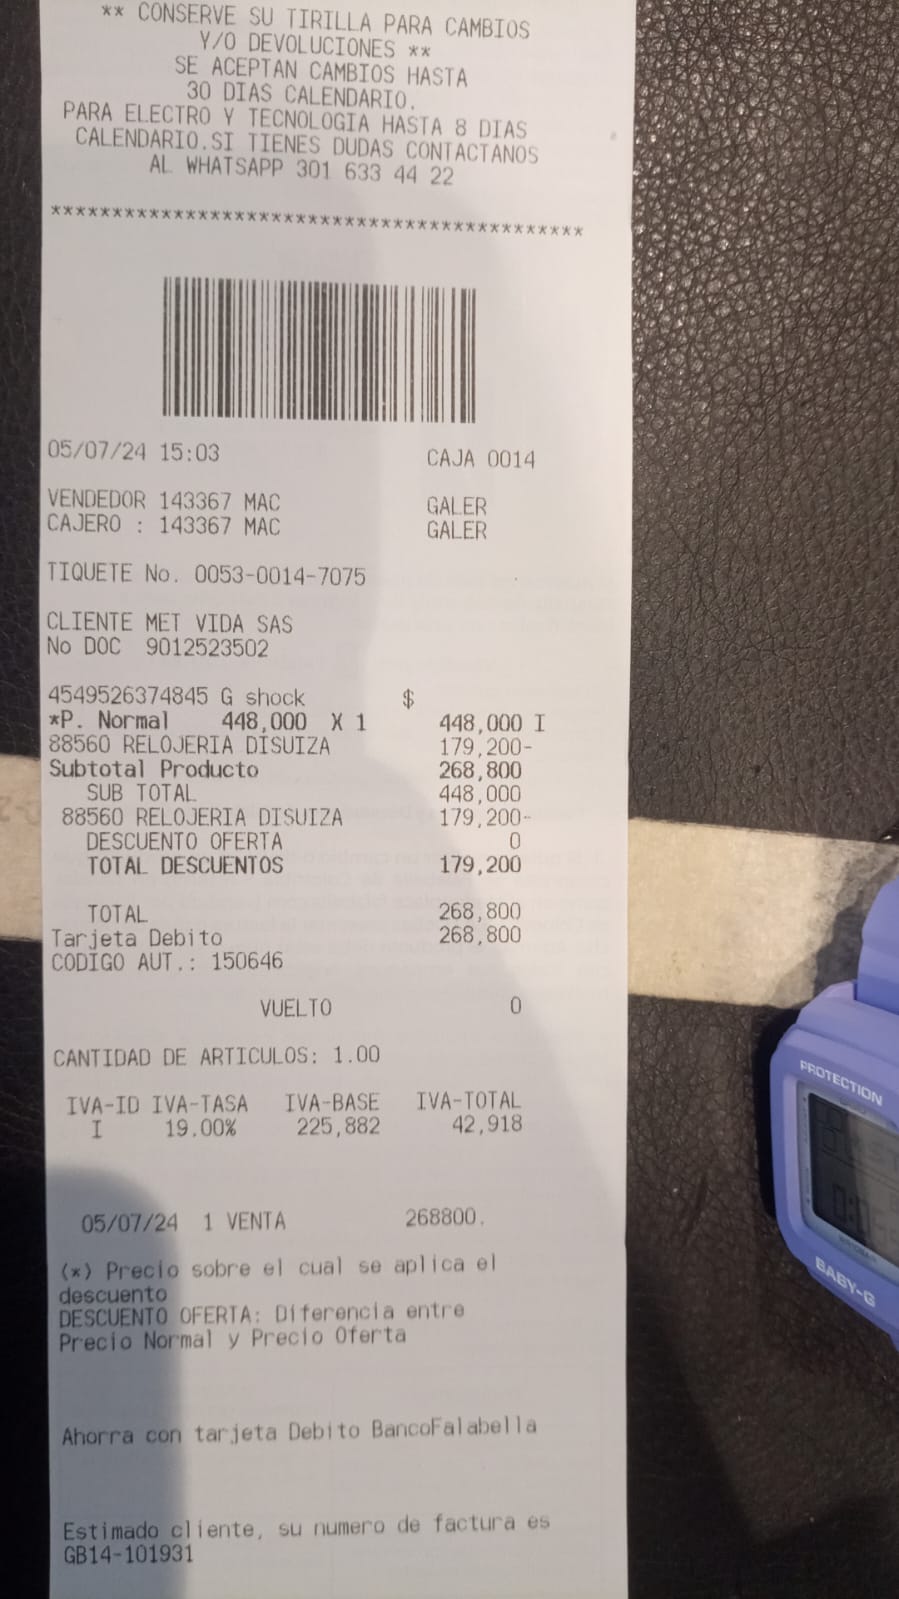 ** CONSERVE SU TIRILLA PARA CAMBIOS
Y/O DEVOLUCIONES **
SE ACEPTAN CAMBIOS HASTA
30 DIAS CALENDARIO.
PARA ELECTRO Y TECNOLOGIA HASTA 8 DIAS
CALENDARIO.SI TIENES DUDAS CONTACTANOS
AL WHATSAPP 301 633 44 22
********************************************
05/07/24 15:03 CAJA 0014
VENDEDOR 143367 MAC GALER
CAJERO : 143367 MAC GALER
TIQUETE No. 0053-0014-7075
CLIENTE MET VIDA SAS
No DOC 9012523502
4549526374845 G shock $
*P. Normal 448,000 X 1 448,000 I
88560 RELOJERIA DISUIZA 179,200-
Subtotal Producto 268,800
SUB TOTAL 448,000
88560 RELOJERIA DISUIZA 179,200-
DESCUENTO OFERTA 0
TOTAL DESCUENTOS 179,200
TOTAL 268,800
Tarjeta Debito 268,800
CODIGO AUT.: 150646
VUELTO 0
CANTIDAD DE ARTICULOS: 1.00
IVA-ID IVA-TASA IVA-BASE IVA-TOTAL
I 19.00% 225,882 42,918
05/07/24 1 VENTA 268800.
(*) Precio sobre el cual se aplica el
descuento
DESCUENTO OFERTA: Diferencia entre
Precio Normal y Precio Oferta
Ahorra con tarjeta Debito BancoFalabella
Estimado cliente, su numero de factura es
GB14-101931
PROTECTION
BABY-G